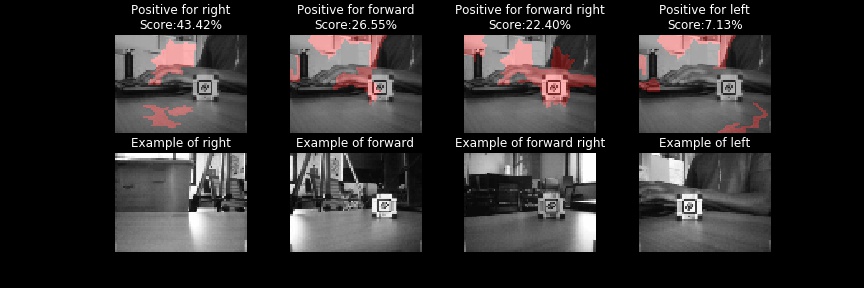 Positive for right
Score:43.42%
Positive for forward
Score:26.55%
Positive for forward right
Score:22.40%
Positive for left
Score:7.13%
Example of right
Example of forward
Example of forward right
Example of left